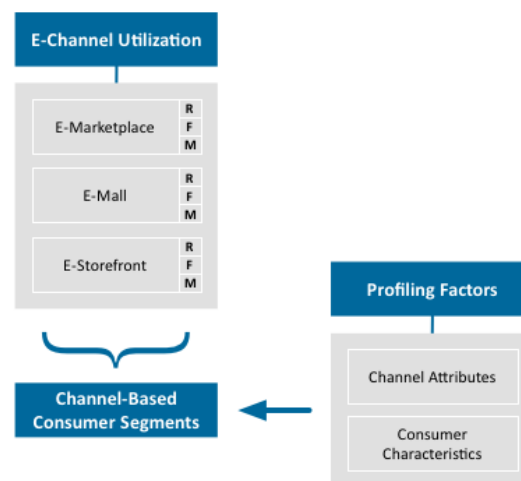 E-Channel Utilization
E-Marketplace
R
F
M
E-Mall
R
F
M
E-Storefront
R
F
M
Channel-Based
Consumer Segments
Profiling Factors
Channel Attributes
Consumer
Characteristics